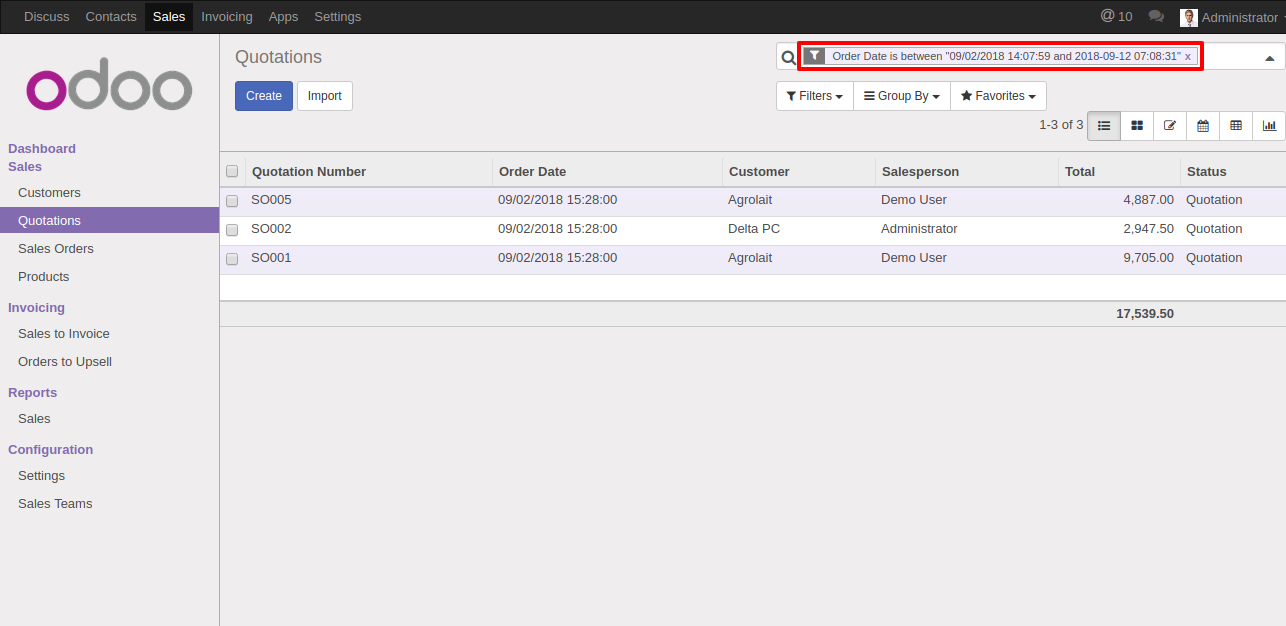 Discuss Contacts Sales Invoicing Apps Settings @ 10 Administrator
odoo
Quotations
Order Date is between "09/02/2018 14:07:59 and 2018-09-12 07:08:31" x
Create Import
Filters Group By Favorites
1-3 of 3
Dashboard
Sales
Customers
Quotations
Sales Orders
Products
Invoicing
Sales to Invoice
Orders to Upsell
Reports
Sales
Configuration
Settings
Sales Teams
Quotation Number Order Date Customer Salesperson Total Status
SO005 09/02/2018 15:28:00 Agrolait Demo User 4,887.00 Quotation
SO002 09/02/2018 15:28:00 Delta PC Administrator 2,947.50 Quotation
SO001 09/02/2018 15:28:00 Agrolait Demo User 9,705.00 Quotation
17,539.50